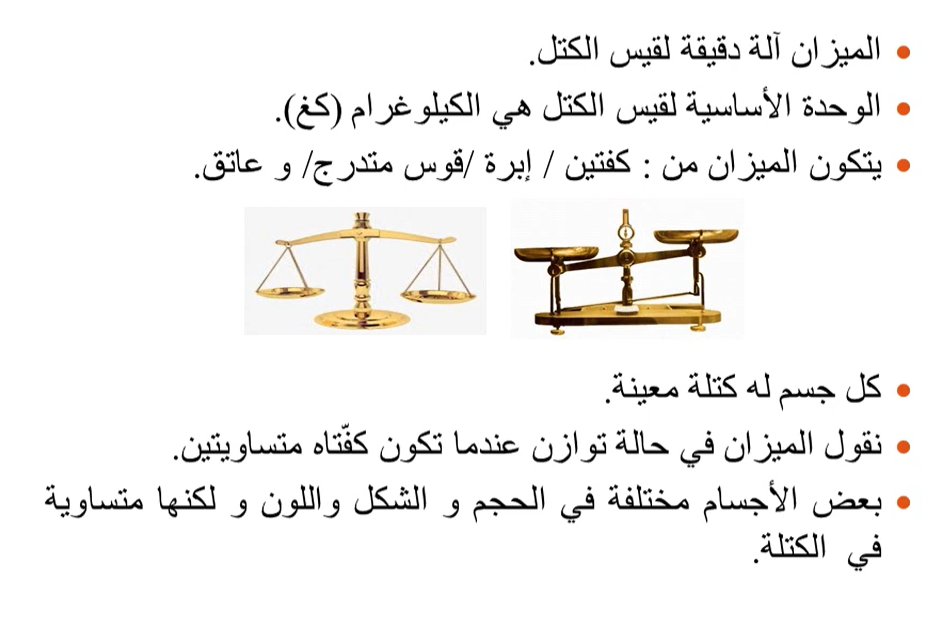 • الميزان آلة دقيقة لقيس الكتل.
• الوحدة الأساسية لقيس الكتل هي الكيلوغرام (كغ).
• يتكون الميزان من : كفتين / إبرة /قوس متدرج/ و عاتق.
• كل جسم له كتلة معينة.
• نقول الميزان في حالة توازن عندما تكون كفّتاه متساويتين.
• بعض الأجسام مختلفة في الحجم و الشكل واللون و لكنها متساوية
في الكتلة.